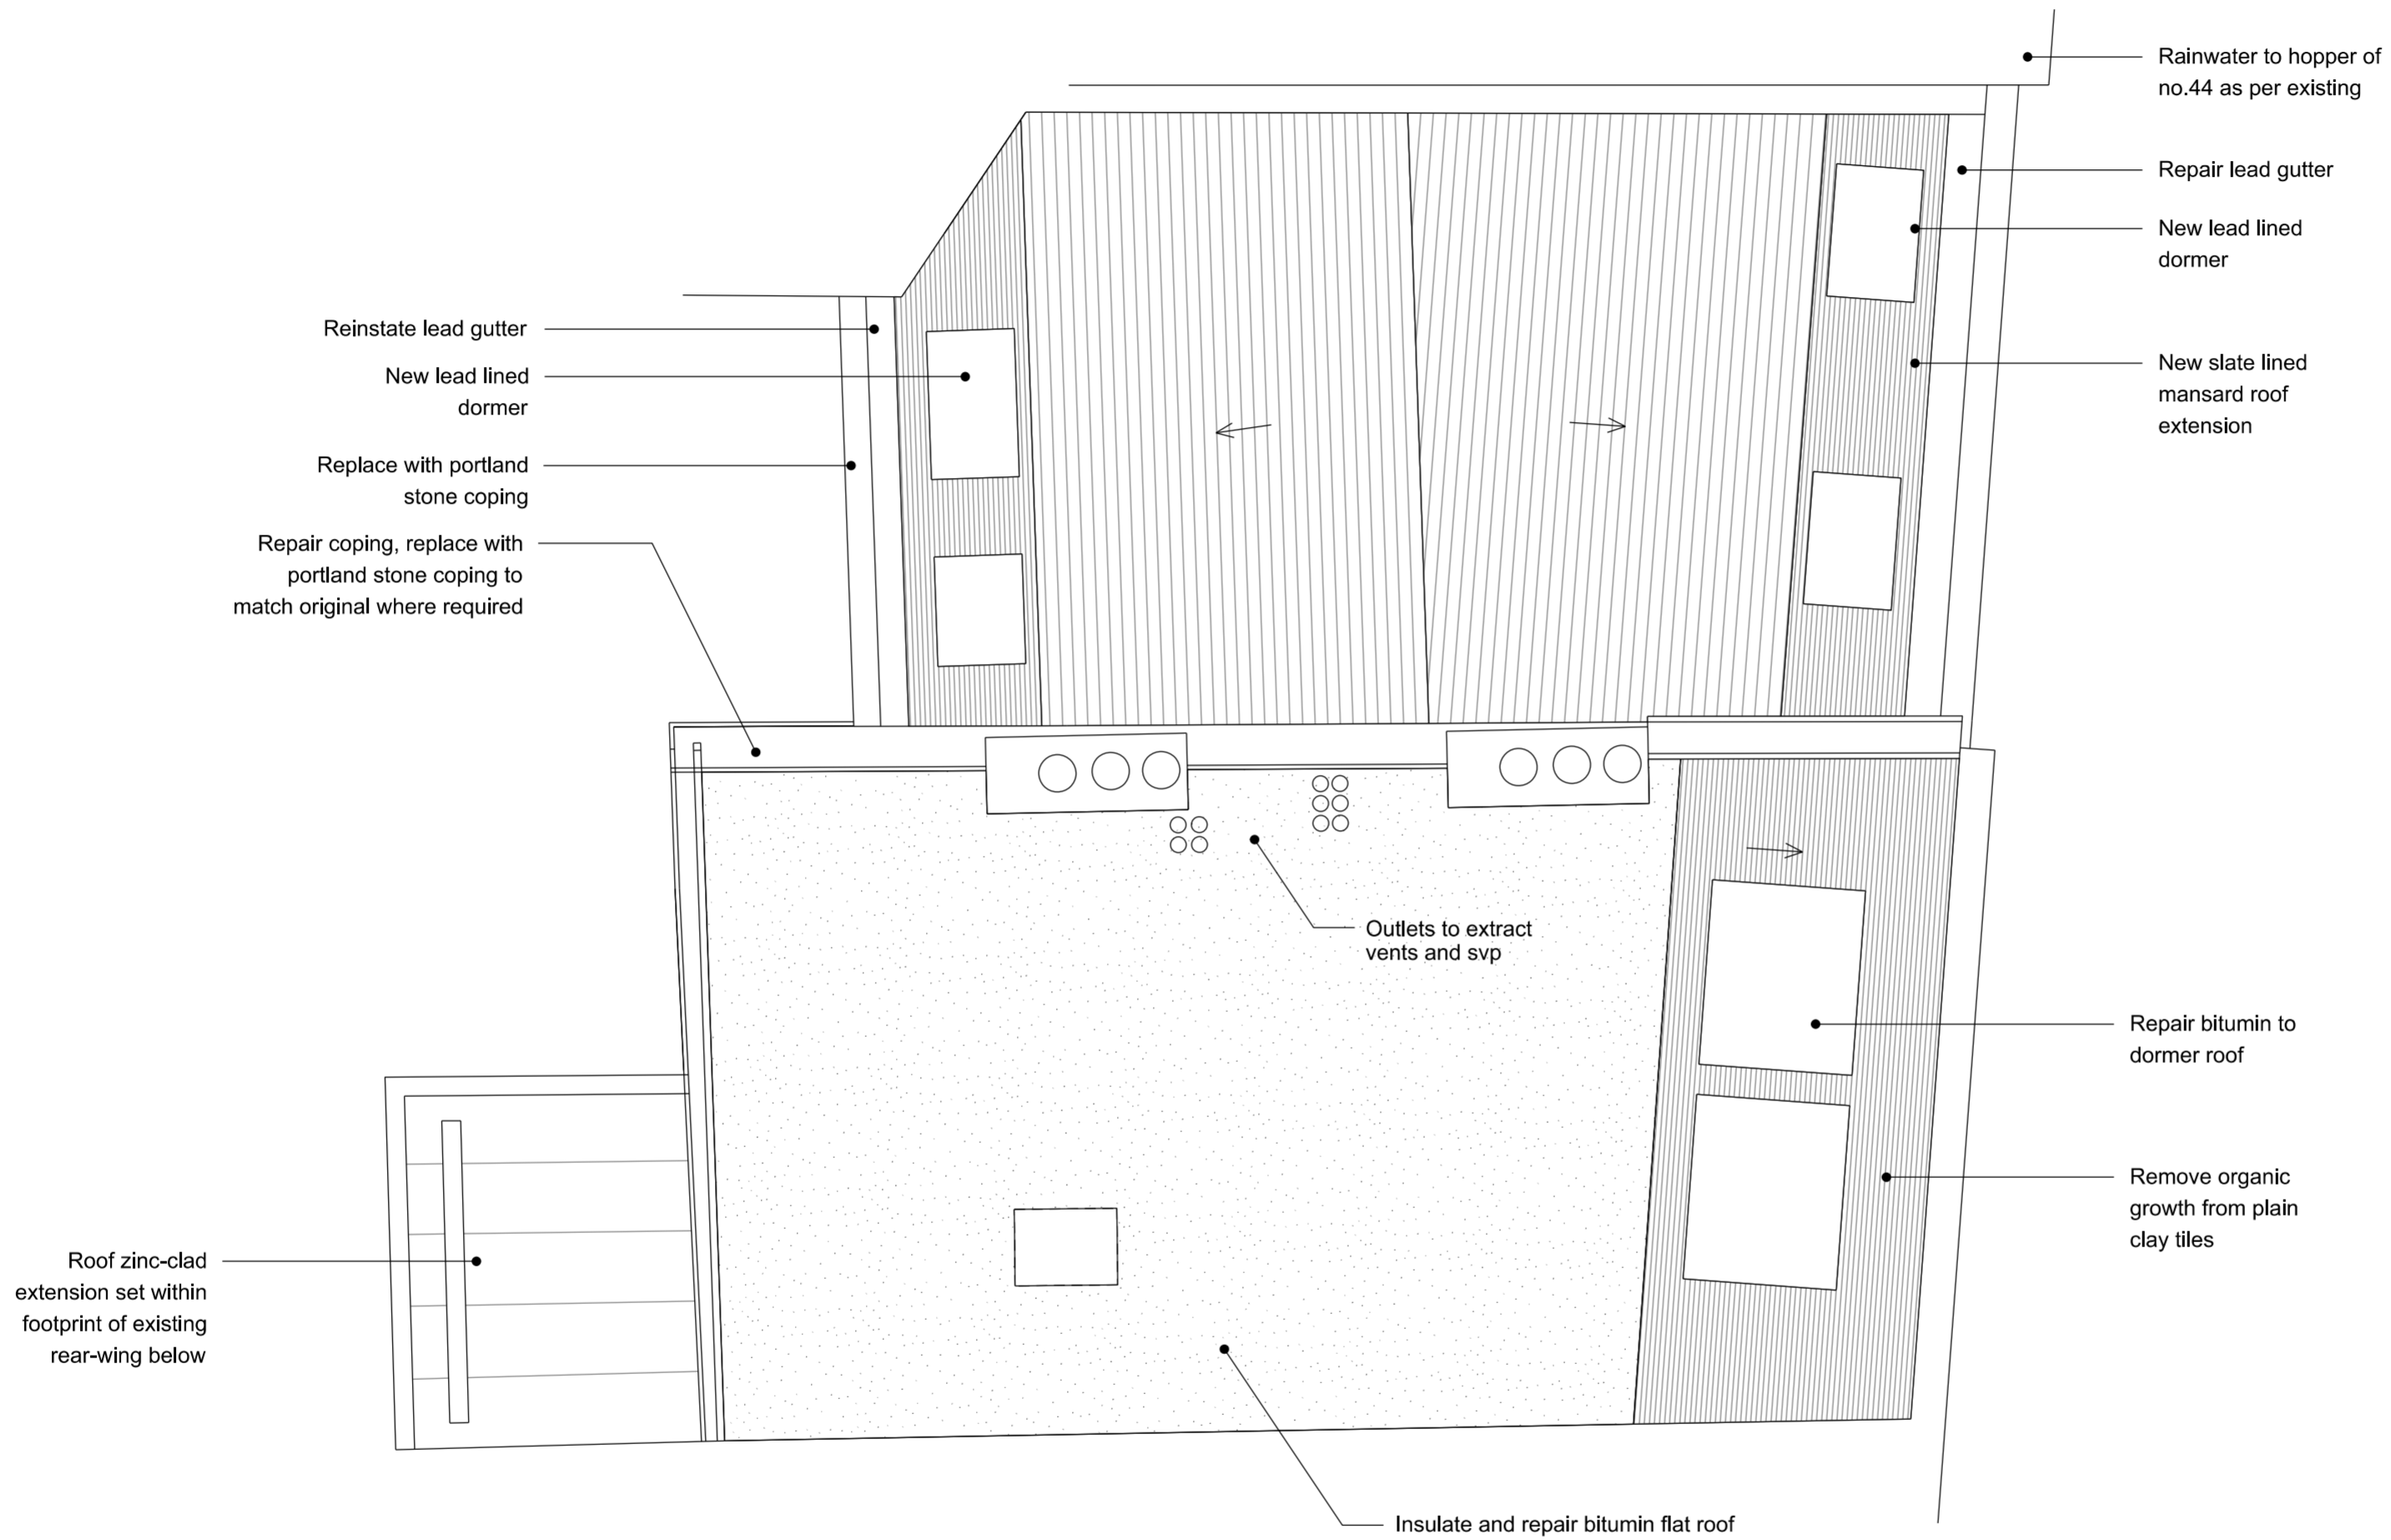 Rainwater to hopper of
no.44 as per existing
Repair lead gutter
New lead lined
dormer
New slate lined
mansard roof
extension
Reinstate lead gutter
New lead lined
dormer
Replace with portland
stone coping
Repair coping, replace with
portland stone coping to
match original where required
Outlets to extract
vents and svp
Repair bitumin to
dormer roof
Remove organic
growth from plain
clay tiles
Roof zinc-clad
extension set within
footprint of existing
rear-wing below
Insulate and repair bitumin flat roof